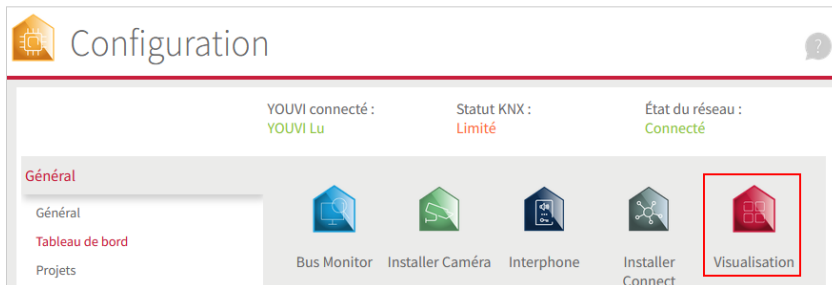 Configuration
?
YOUVI connecté :
Statut KNX :
État du réseau :
YOUVI Lu
Limité
Connecté
Général
Général
Tableau de bord
Projets
Bus Monitor
Installer Caméra
Interphone
Installer
Connect
Visualisation